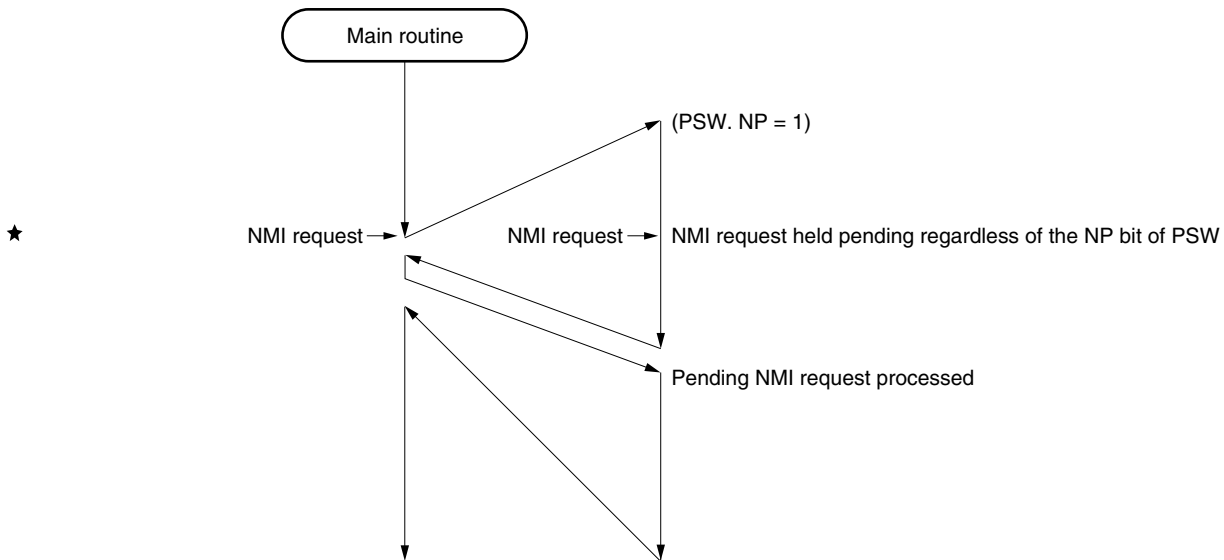 Main routine
(PSW. NP = 1)
NMI request
NMI request
NMI request held pending regardless of the NP bit of PSW
Pending NMI request processed